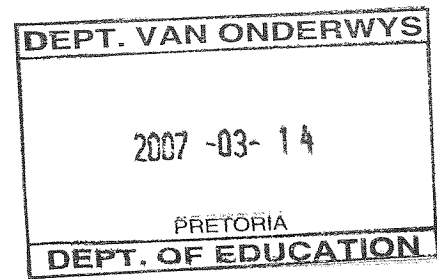 DEPT. VAN ONDERWYS
2007 -03- 14
PRETORIA
DEPT. OF EDUCATION